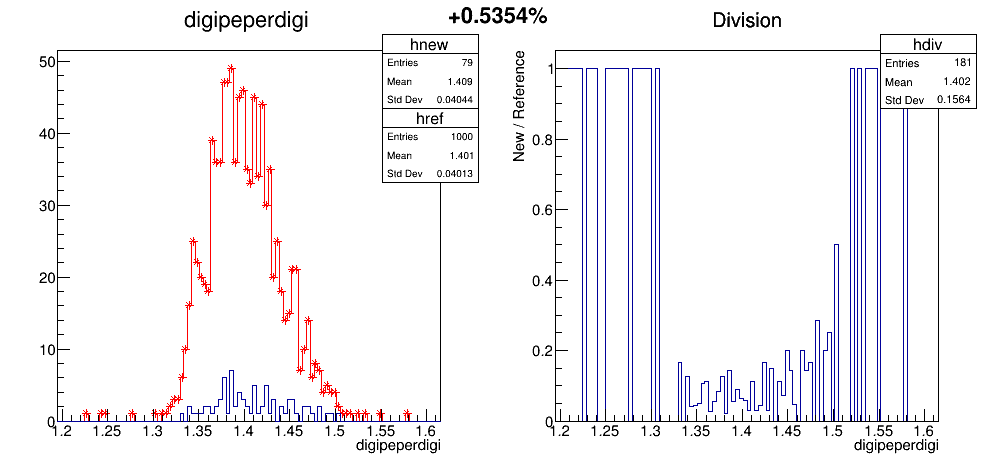 +0.5354%
digipeperdigi
hnew
Entries 79
Mean 1.409
Std Dev 0.04044
href
Entries 1000
Mean 1.401
Std Dev 0.04013
50
40
30
20
10
0
1.2 1.25 1.3 1.35 1.4 1.45 1.5 1.55 1.6
digipeperdigi
Division
hdiv
Entries 181
Mean 1.402
Std Dev 0.1564
New / Reference
1
0.8
0.6
0.4
0.2
0
1.2 1.25 1.3 1.35 1.4 1.45 1.5 1.55 1.6
digipeperdigi